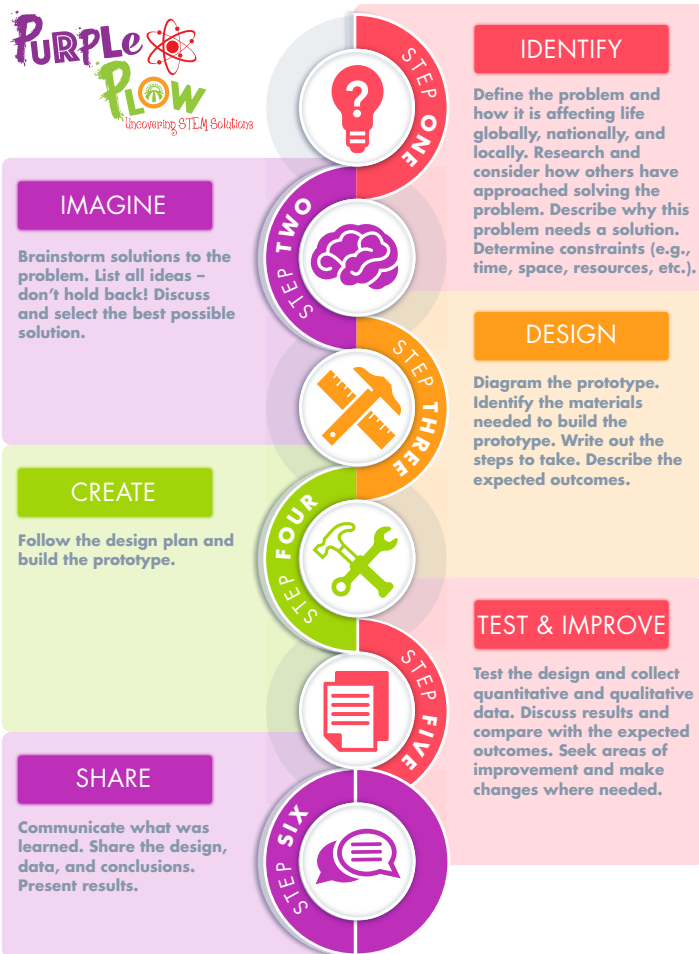 PURPLE
PLOW
Uncovering STEM Solutions
STEP ONE
IDENTIFY
Define the problem and
how it is affecting life
globally, nationally, and
locally. Research and
consider how others have
approached solving the
problem. Describe why this
problem needs a solution.
Determine constraints (e.g.,
time, space, resources, etc.).
STEP TWO
IMAGINE
Brainstorm solutions to the
problem. List all ideas –
don’t hold back! Discuss
and select the best possible
solution.
STEP THREE
DESIGN
Diagram the prototype.
Identify the materials
needed to build the
prototype. Write out the
steps to take. Describe the
expected outcomes.
STEP FOUR
CREATE
Follow the design plan and
build the prototype.
STEP FIVE
TEST & IMPROVE
Test the design and collect
quantitative and qualitative
data. Discuss results and
compare with the expected
outcomes. Seek areas of
improvement and make
changes where needed.
STEP SIX
SHARE
Communicate what was
learned. Share the design,
data, and conclusions.
Present results.